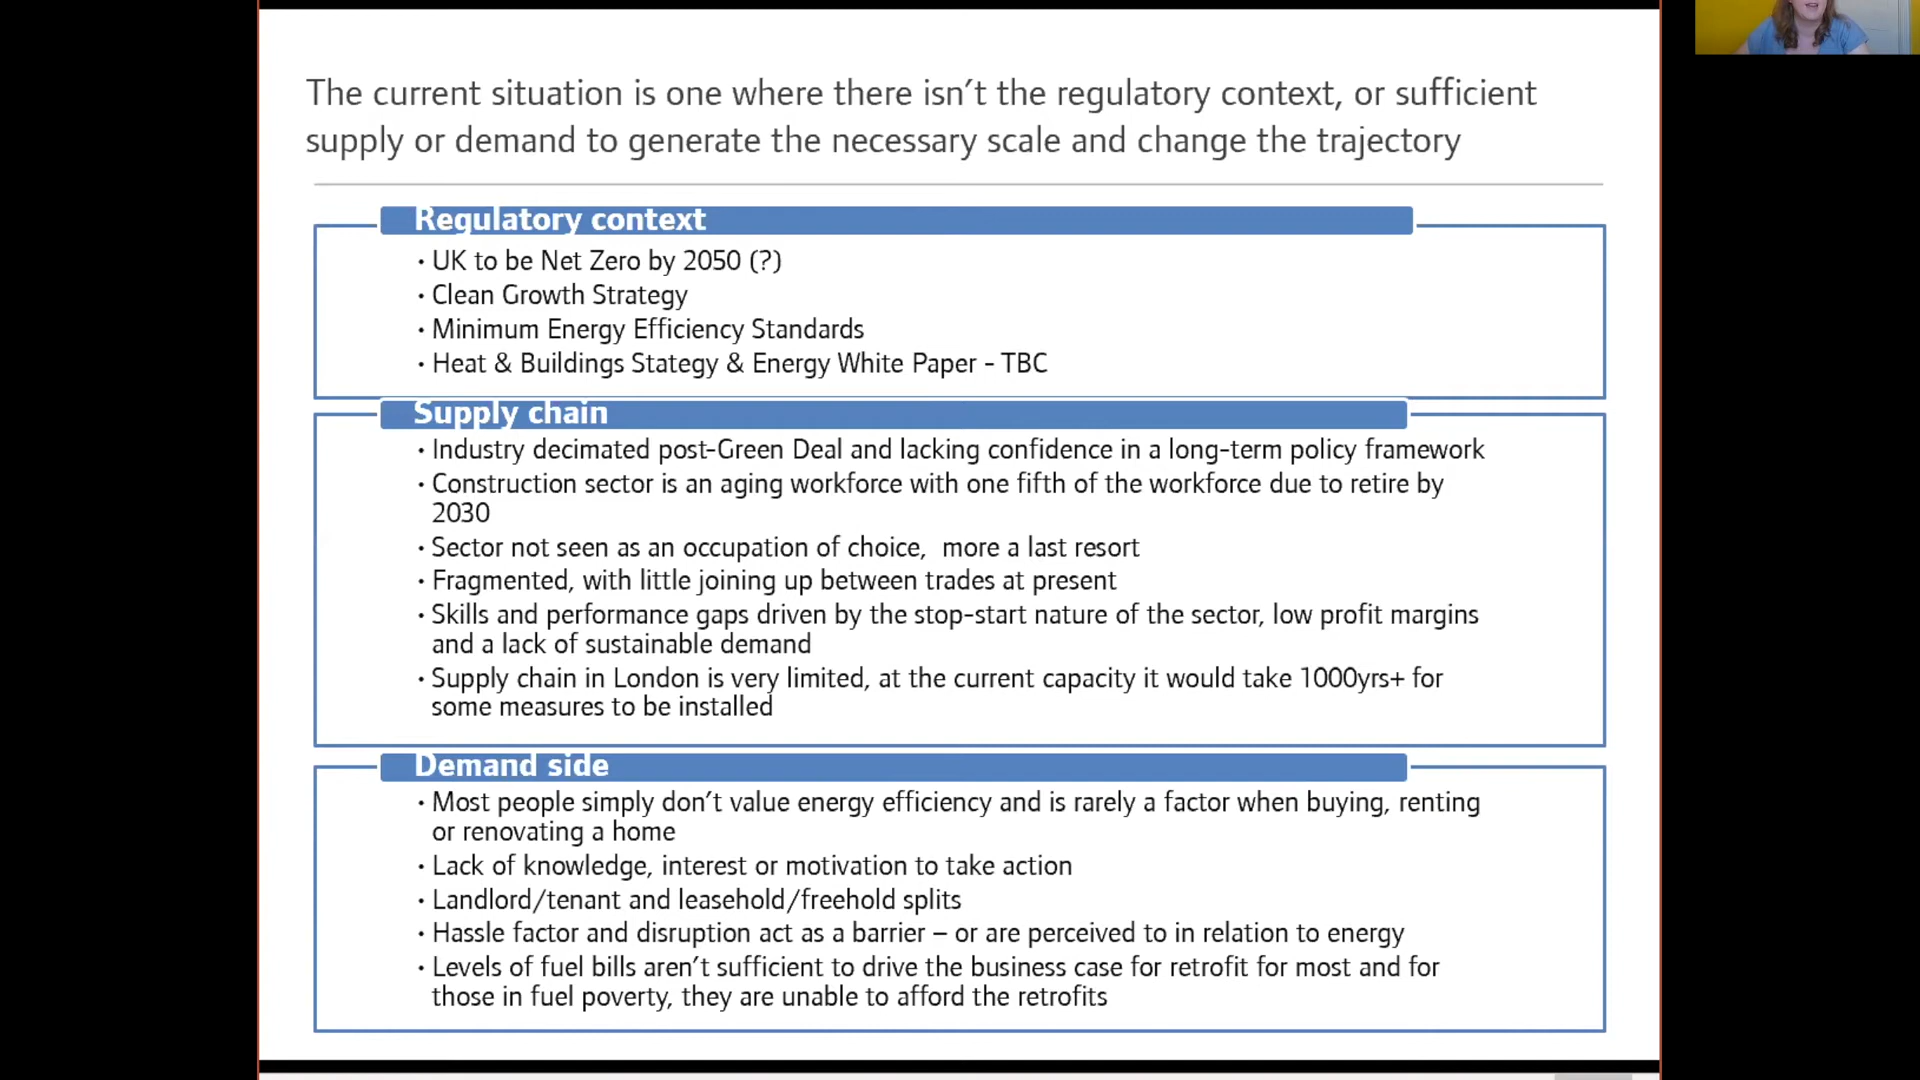 The current situation is one where there isn’t the regulatory context, or sufficient
supply or demand to generate the necessary scale and change the trajectory
Regulatory context
• UK to be Net Zero by 2050 (?)
• Clean Growth Strategy
• Minimum Energy Efficiency Standards
• Heat & Buildings Stategy & Energy White Paper - TBC
Supply chain
• Industry decimated post-Green Deal and lacking confidence in a long-term policy framework
• Construction sector is an aging workforce with one fifth of the workforce due to retire by
2030
• Sector not seen as an occupation of choice, more a last resort
• Fragmented, with little joining up between trades at present
• Skills and performance gaps driven by the stop-start nature of the sector, low profit margins
and a lack of sustainable demand
• Supply chain in London is very limited, at the current capacity it would take 1000yrs+ for
some measures to be installed
Demand side
• Most people simply don’t value energy efficiency and is rarely a factor when buying, renting
or renovating a home
• Lack of knowledge, interest or motivation to take action
• Landlord/tenant and leasehold/freehold splits
• Hassle factor and disruption act as a barrier – or are perceived to in relation to energy
• Levels of fuel bills aren’t sufficient to drive the business case for retrofit for most and for
those in fuel poverty, they are unable to afford the retrofits